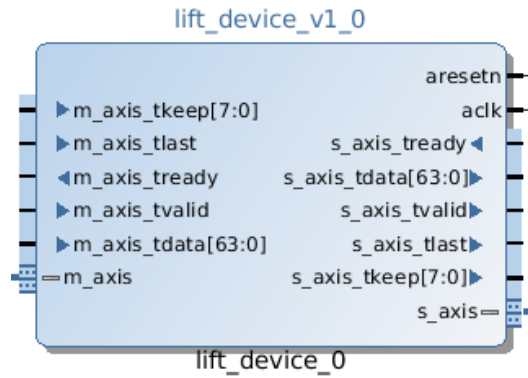 lift_device_v1_0
aresetn
m_axis_tkeep[7:0]
aclk
m_axis_tlast
s_axis_tready
m_axis_tready
s_axis_tdata[63:0]
m_axis_tvalid
s_axis_tvalid
m_axis_tdata[63:0]
s_axis_tlast
m_axis
s_axis_tkeep[7:0]
s_axis
lift_device_0